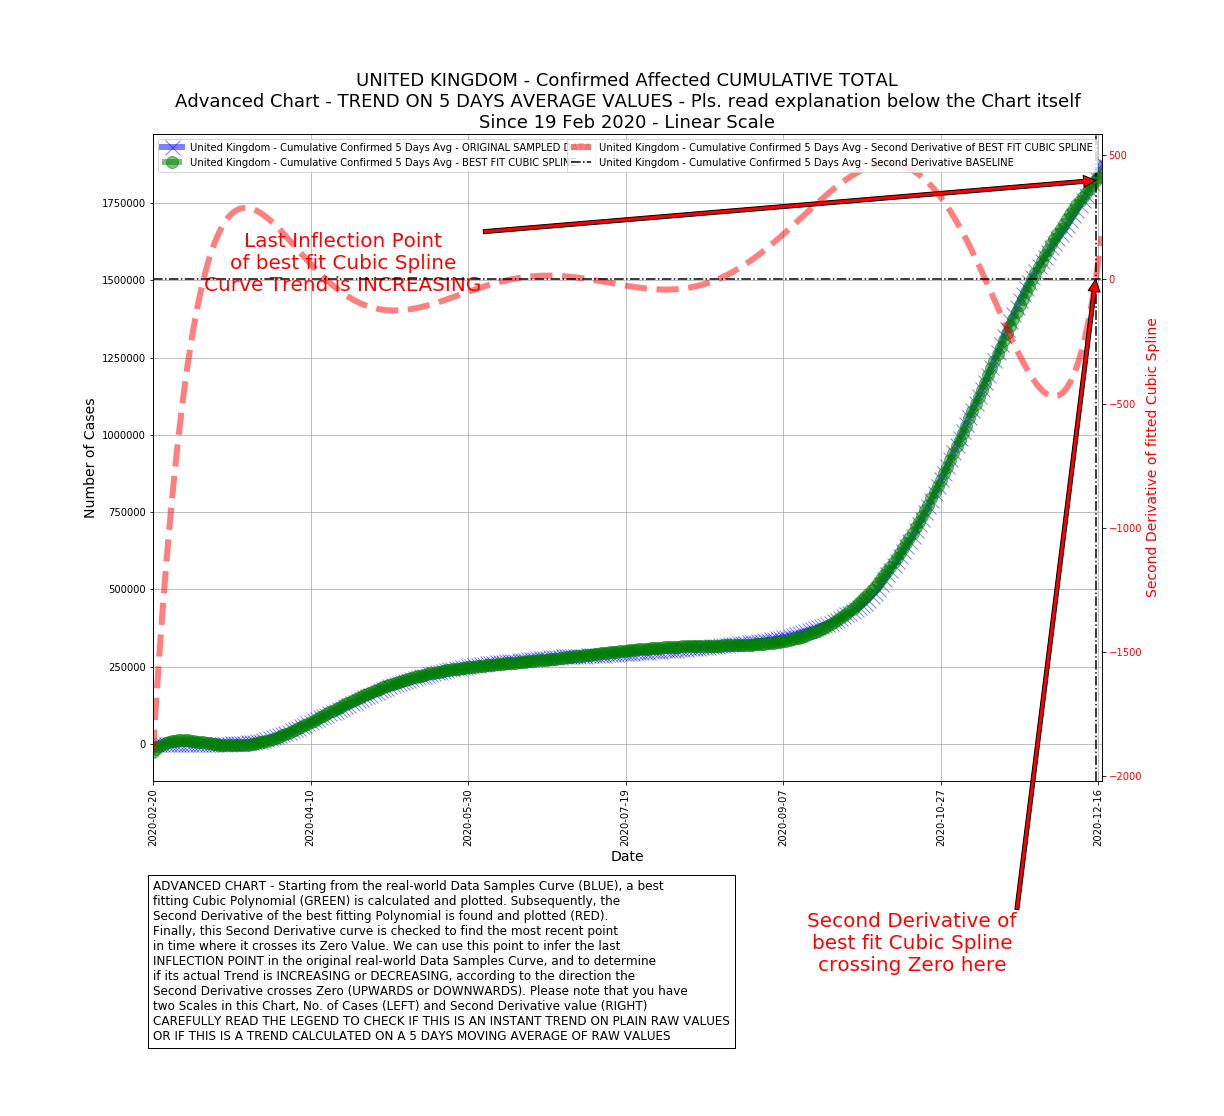 UNITED KINGDOM - Confirmed Affected CUMULATIVE TOTAL
Advanced Chart - TREND ON 5 DAYS AVERAGE VALUES - Pls. read explanation below the Chart itself
Since 19 Feb 2020 - Linear Scale
United Kingdom - Cumulative Confirmed 5 Days Avg - ORIGINAL SAMPLED
United Kingdom - Cumulative Confirmed 5 Days Avg - BEST FIT CUBIC
United Kingdom - Cumulative Confirmed 5 Days Avg - Second Derivative of BEST FIT CUBIC SPLINE
United Kingdom - Cumulative Confirmed 5 Days Avg - Second Derivative BASELINE
Last Inflection Point
of best fit Cubic Spline
Curve Trend is INCREASING
Number of Cases
1750000
1500000
1250000
1000000
750000
500000
250000
0
500
0
−500
−1000
−1500
−2000
Second Derivative of fitted Cubic Spline
2020-02-20
2020-04-10
2020-05-30
2020-07-19
2020-09-07
2020-10-27
2020-12-16
Date
Second Derivative of
best fit Cubic Spline
crossing Zero here
ADVANCED CHART - Starting from the real-world Data Samples Curve (BLUE), a best
fitting Cubic Polynomial (GREEN) is calculated and plotted. Subsequently, the
Second Derivative of the best fitting Polynomial is found and plotted (RED).
Finally, this Second Derivative curve is checked to find the most recent point
in time where it crosses its Zero Value. We can use this point to infer the last
INFLECTION POINT in the original real-world Data Samples Curve, and to determine
if its actual Trend is INCREASING or DECREASING, according to the direction the
Second Derivative crosses Zero (UPWARDS or DOWNWARDS). Please note that you have
two Scales in this Chart, No. of Cases (LEFT) and Second Derivative value (RIGHT)
CAREFULLY READ THE LEGEND TO CHECK IF THIS IS AN INSTANT TREND ON PLAIN RAW VALUES
OR IF THIS IS A TREND CALCULATED ON A 5 DAYS MOVING AVERAGE OF RAW VALUES